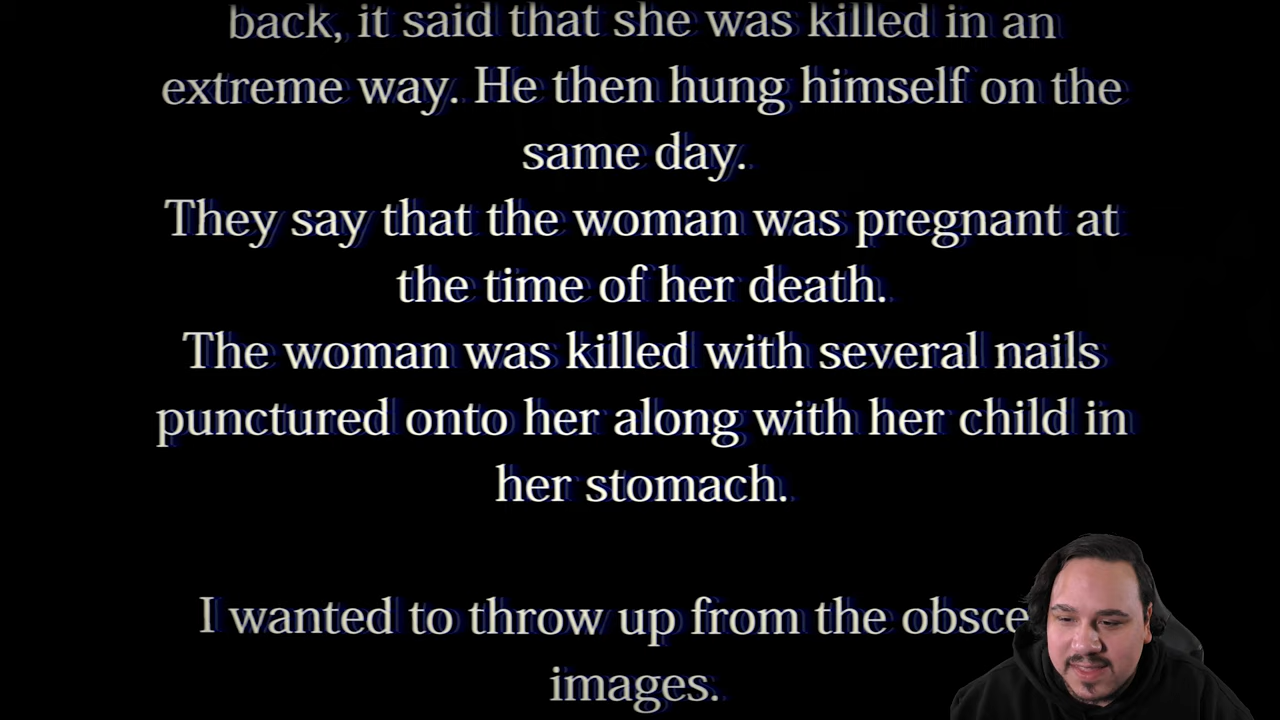 back, it said that she was killed in an
extreme way. He then hung himself on the
same day.
They say that the woman was pregnant at
the time of her death.
The woman was killed with several nails
punctured onto her along with her child in
her stomach.
I wanted to throw up from the
images.